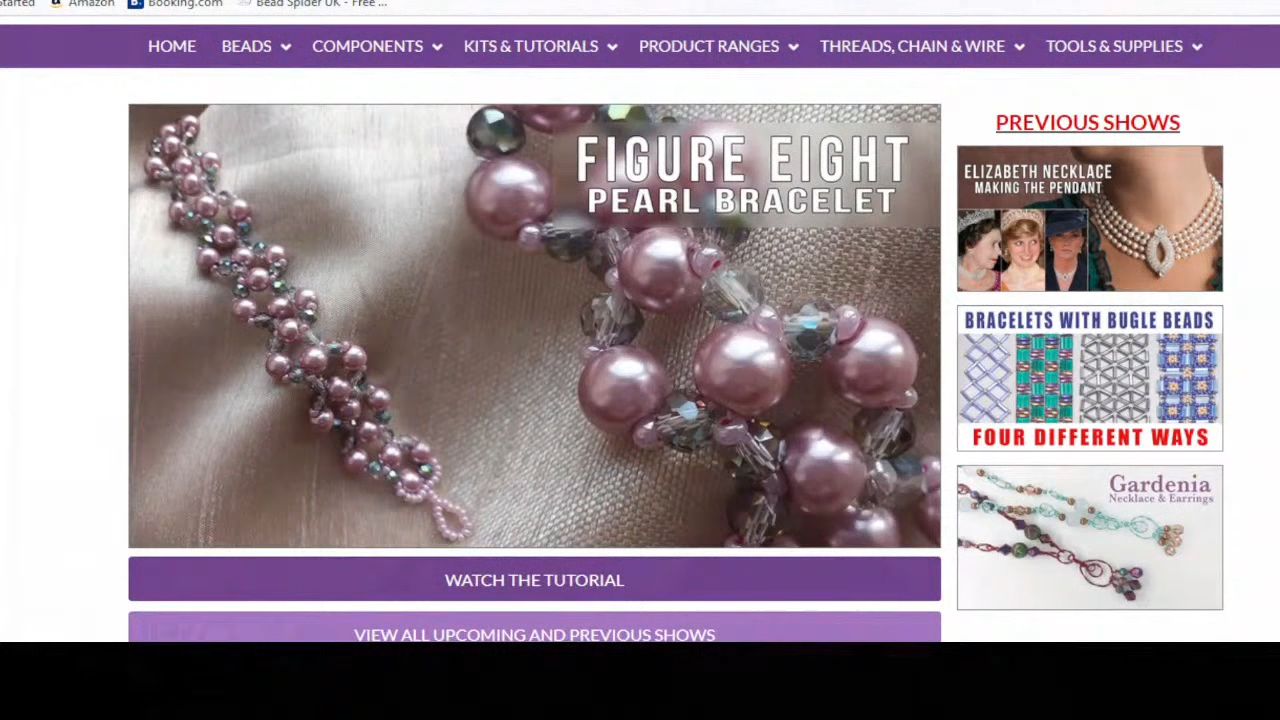 started
Amazon
Booking.com
Bead Spider UK - Free ...
HOME
BEADS
COMPONENTS
KITS & TUTORIALS
PRODUCT RANGES
THREADS, CHAIN & WIRE
TOOLS & SUPPLIES
FIGURE EIGHT
PEARL BRACELET
WATCH THE TUTORIAL
VIEW ALL UPCOMING AND PREVIOUS SHOWS
PREVIOUS SHOWS
ELIZABETH NECKLACE
MAKING THE PENDANT
BRACELETS WITH BUGLE BEADS
FOUR DIFFERENT WAYS
Gardenia
Necklace & Earrings